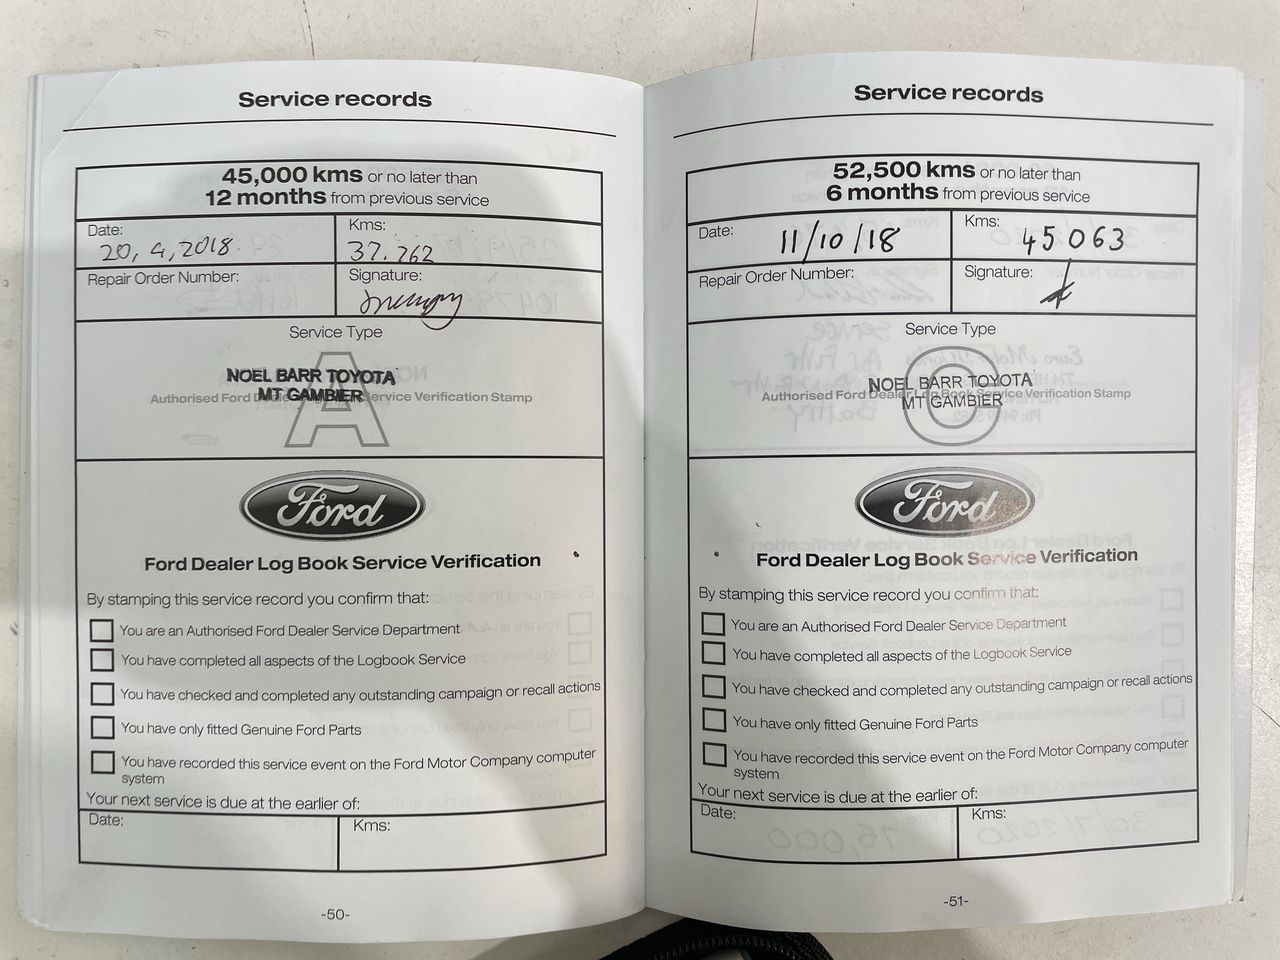 Service records
45,000 kms or no later than
12 months from previous service
Date:
20, 4, 2018
Kms:
37.262
Repair Order Number:
Signature:
Service Type
A
NOEL BARR TOYOTA
MT GAMBIER
Authorised Ford Dealer Log Book Service Verification Stamp
Ford
Ford Dealer Log Book Service Verification
By stamping this service record you confirm that:
You are an Authorised Ford Dealer Service Department
You have completed all aspects of the Logbook Service
You have checked and completed any outstanding campaign or recall actions
You have only fitted Genuine Ford Parts
You have recorded this service event on the Ford Motor Company computer
system
Your next service is due at the earlier of:
Date:
Kms:
-50-
Service records
52,500 kms or no later than
6 months from previous service
Date:
11/10/18
Kms:
45063
Repair Order Number:
Signature:
Service Type
C
NOEL BARR TOYOTA
MT GAMBIER
Authorised Ford Dealer Log Book Service Verification Stamp
Ford
Ford Dealer Log Book Service Verification
By stamping this service record you confirm that:
You are an Authorised Ford Dealer Service Department
You have completed all aspects of the Logbook Service
You have checked and completed any outstanding campaign or recall actions
You have only fitted Genuine Ford Parts
You have recorded this service event on the Ford Motor Company computer
system
Your next service is due at the earlier of:
Date:
Kms:
-51-